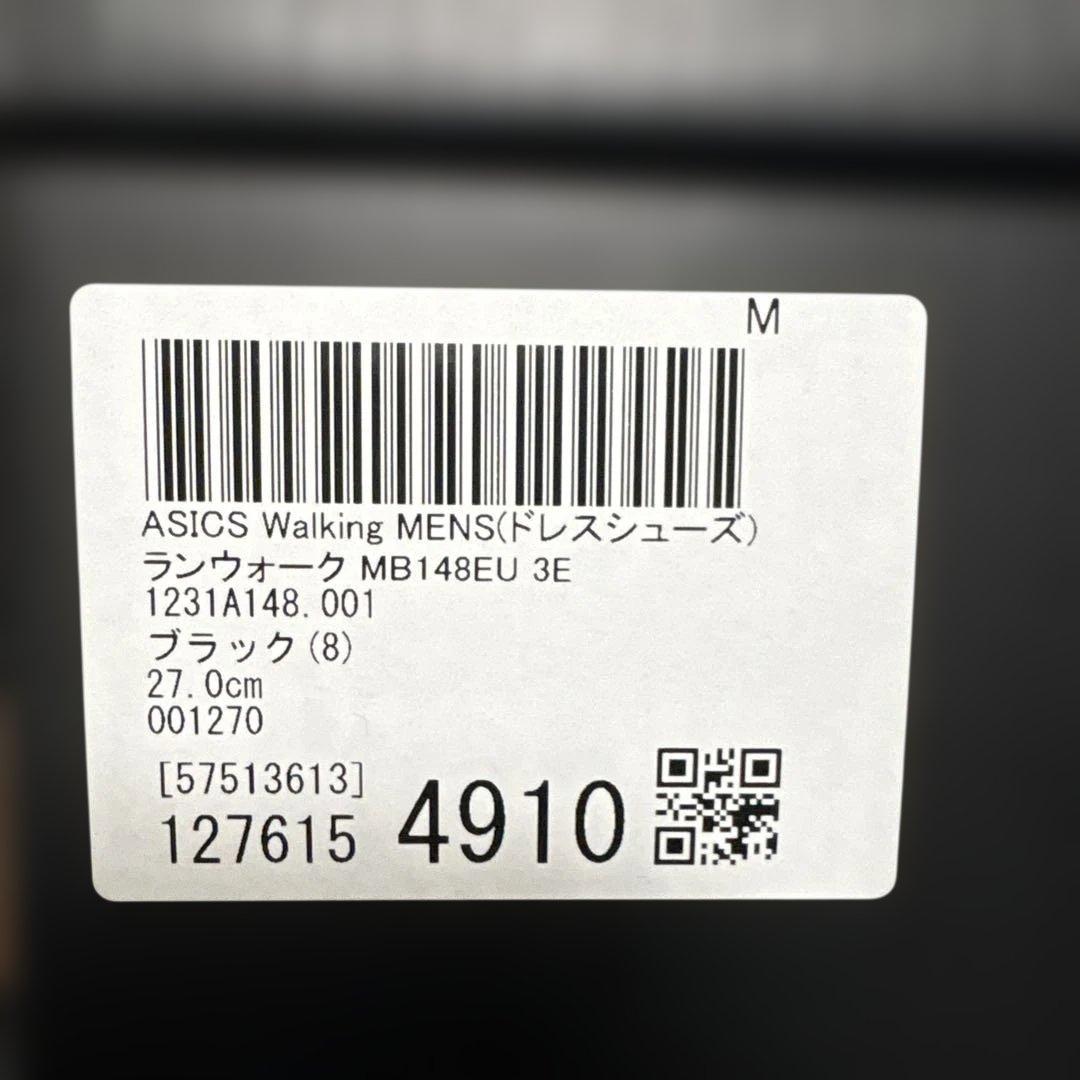 M
ASICS Walking MENS(ドレスシューズ)
ランウォーク MB148EU 3E
1231A148.001
ブラック(8)
27.0cm
001270
[57513613]
127615 4910